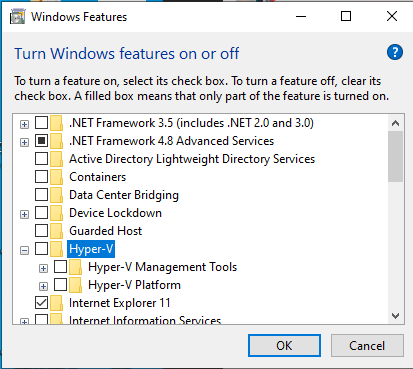 Windows Features
Turn Windows features on or off
?
To turn a feature on, select its check box. To turn a feature off, clear its
check box. A filled box means that only part of the feature is turned on.
.NET Framework 3.5 (includes .NET 2.0 and 3.0)
.NET Framework 4.8 Advanced Services
Active Directory Lightweight Directory Services
Containers
Data Center Bridging
Device Lockdown
Guarded Host
Hyper-V
Hyper-V Management Tools
Hyper-V Platform
Internet Explorer 11
Internet Information Services
OK
Cancel